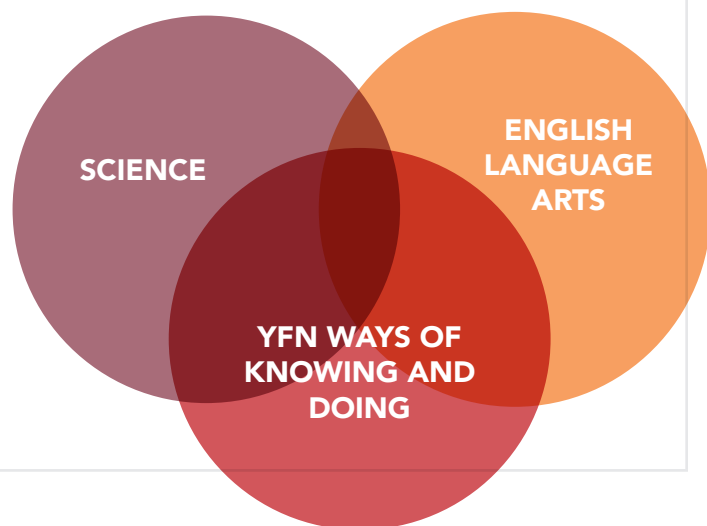 SCIENCE
ENGLISH
LANGUAGE
ARTS
YFN WAYS OF
KNOWING AND
DOING